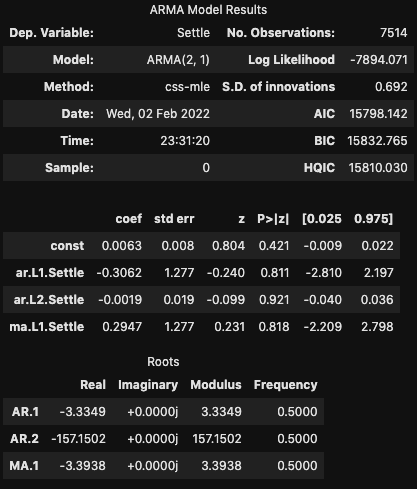 ARMA Model Results
Dep. Variable: Settle No. Observations: 7514
Model: ARMA(2, 1) Log Likelihood -7894.071
Method: css-mle S.D. of innovations 0.692
Date: Wed, 02 Feb 2022 AIC 15798.142
Time: 23:31:20 BIC 15832.765
Sample: 0 HQIC 15810.030
coef std err z P>|z| [0.025 0.975]
const 0.0063 0.008 0.804 0.421 -0.009 0.022
ar.L1.Settle -0.3062 1.277 -0.240 0.811 -2.810 2.197
ar.L2.Settle -0.0019 0.019 -0.099 0.921 -0.040 0.036
ma.L1.Settle 0.2947 1.277 0.231 0.818 -2.209 2.798
Roots
Real Imaginary Modulus Frequency
AR.1 -3.3349 +0.0000j 3.3349 0.5000
AR.2 -157.1502 +0.0000j 157.1502 0.5000
MA.1 -3.3938 +0.0000j 3.3938 0.5000